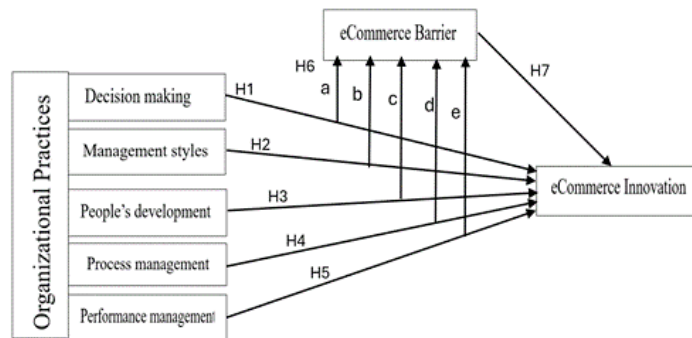 eCommerce Barrier
H6
a
b
c
d
e
H7
Organizational Practices
Decision making
H1
Management styles
H2
eCommerce Innovation
People's development
H3
Process management
H4
H5
Performance management